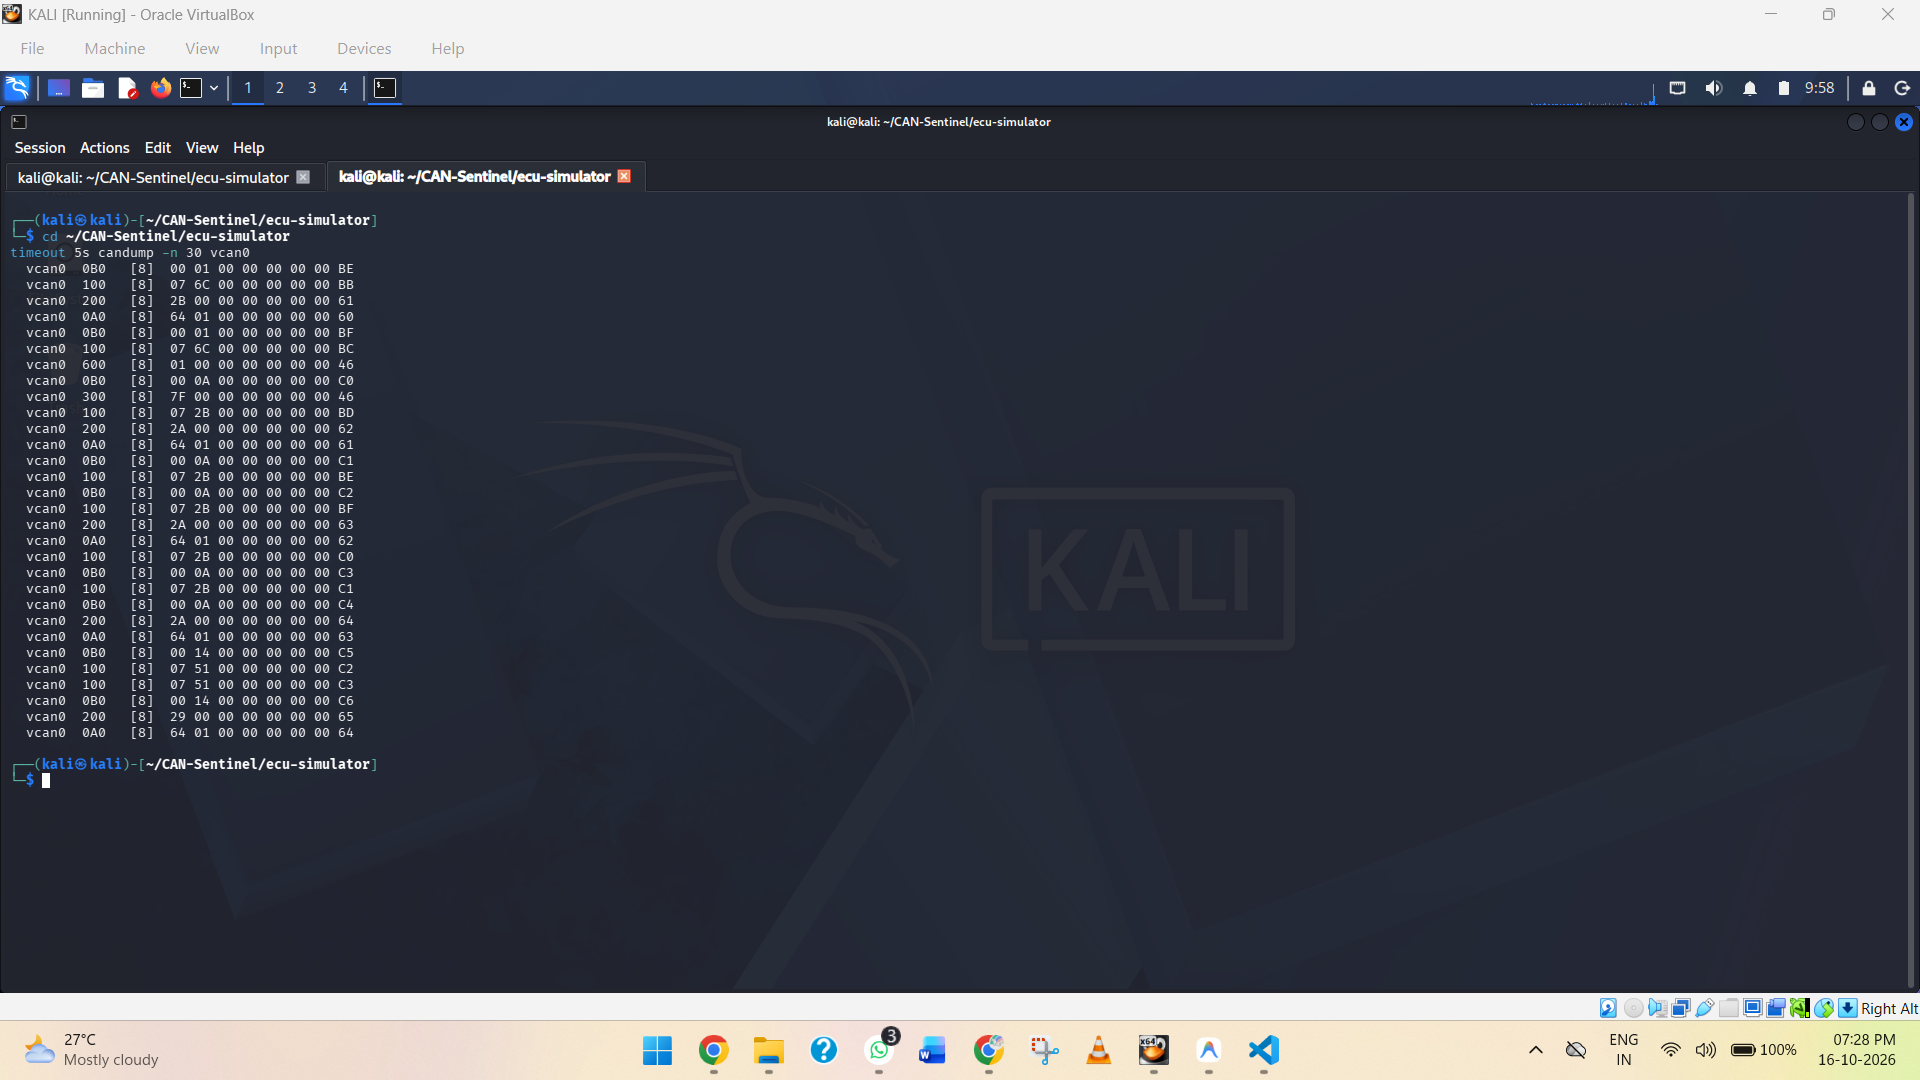 KALI [Running] - Oracle VirtualBox
File Machine View Input Devices Help
1 2 3 4
9:58
kali@kali: ~/CAN-Sentinel/ecu-simulator
Session Actions Edit View Help
kali@kali: ~/CAN-Sentinel/ecu-simulator
kali@kali: ~/CAN-Sentinel/ecu-simulator
┌──(kali㉿kali)-[~/CAN-Sentinel/ecu-simulator]
└─$ cd ~/CAN-Sentinel/ecu-simulator
timeout 5s candump -n 30 vcan0
vcan0 0B0 [8] 00 01 00 00 00 00 00 BE
vcan0 100 [8] 07 6C 00 00 00 00 00 BB
vcan0 200 [8] 2B 00 00 00 00 00 00 61
vcan0 0A0 [8] 64 01 00 00 00 00 00 60
vcan0 0B0 [8] 00 01 00 00 00 00 00 BF
vcan0 100 [8] 07 6C 00 00 00 00 00 BC
vcan0 600 [8] 01 00 00 00 00 00 00 46
vcan0 0B0 [8] 00 0A 00 00 00 00 00 C0
vcan0 300 [8] 7F 00 00 00 00 00 00 46
vcan0 100 [8] 07 2B 00 00 00 00 00 BD
vcan0 200 [8] 2A 00 00 00 00 00 00 62
vcan0 0A0 [8] 64 01 00 00 00 00 00 61
vcan0 0B0 [8] 00 0A 00 00 00 00 00 C1
vcan0 100 [8] 07 2B 00 00 00 00 00 BE
vcan0 0B0 [8] 00 0A 00 00 00 00 00 C2
vcan0 100 [8] 07 2B 00 00 00 00 00 BF
vcan0 200 [8] 2A 00 00 00 00 00 00 63
vcan0 0A0 [8] 64 01 00 00 00 00 00 62
vcan0 100 [8] 07 2B 00 00 00 00 00 C0
vcan0 0B0 [8] 00 0A 00 00 00 00 00 C3
vcan0 100 [8] 07 2B 00 00 00 00 00 C1
vcan0 0B0 [8] 00 0A 00 00 00 00 00 C4
vcan0 200 [8] 2A 00 00 00 00 00 00 64
vcan0 0A0 [8] 64 01 00 00 00 00 00 63
vcan0 0B0 [8] 00 14 00 00 00 00 00 C5
vcan0 100 [8] 07 51 00 00 00 00 00 C2
vcan0 100 [8] 07 51 00 00 00 00 00 C3
vcan0 0B0 [8] 00 14 00 00 00 00 00 C6
vcan0 200 [8] 29 00 00 00 00 00 00 65
vcan0 0A0 [8] 64 01 00 00 00 00 00 64
┌──(kali㉿kali)-[~/CAN-Sentinel/ecu-simulator]
└─$
KALI
Right Alt
27°C
Mostly cloudy
3
x64
ENG
IN
100%
07:28 PM
16-10-2026